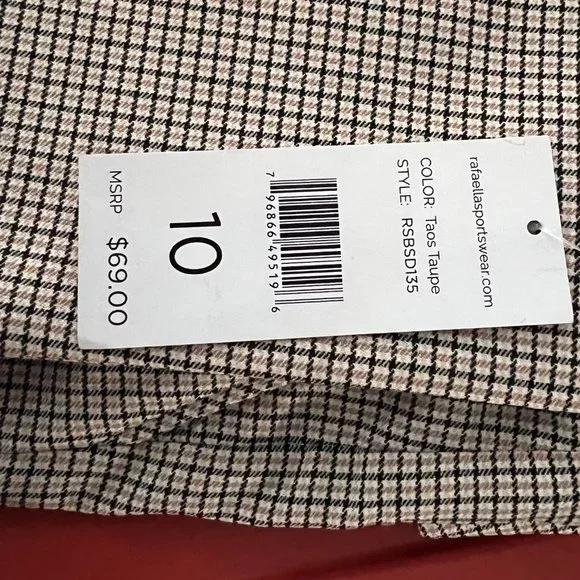 rafaellasportswear.com
COLOR: Taos Taupe
STYLE: RSBSD135
7 96866 49519 6
10
MSRP $69.00